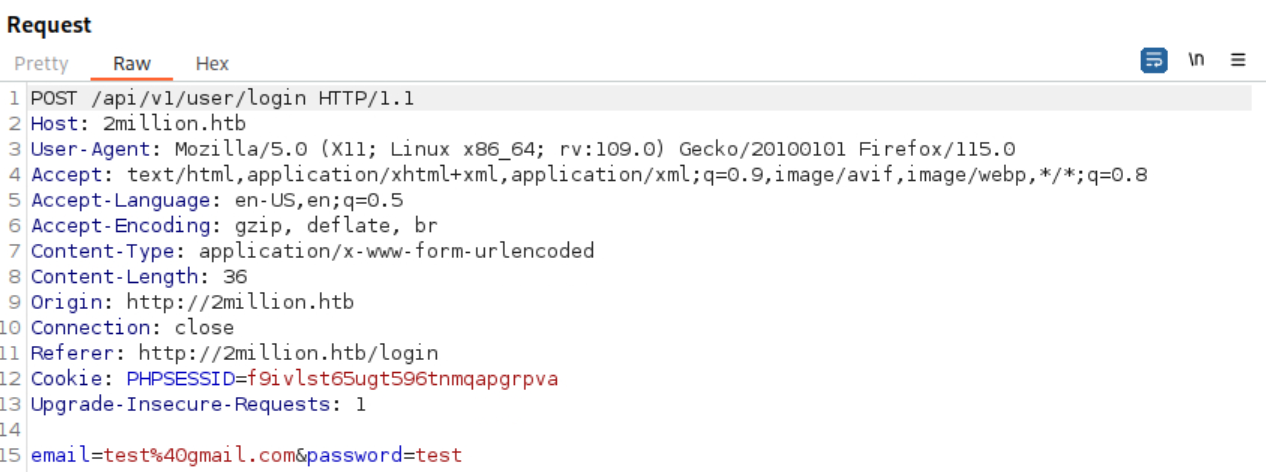 Request
Pretty Raw Hex \n
1 POST /api/v1/user/login HTTP/1.1
2 Host: 2million.htb
3 User-Agent: Mozilla/5.0 (X11; Linux x86_64; rv:109.0) Gecko/20100101 Firefox/115.0
4 Accept: text/html,application/xhtml+xml,application/xml;q=0.9,image/avif,image/webp,*/*;q=0.8
5 Accept-Language: en-US,en;q=0.5
6 Accept-Encoding: gzip, deflate, br
7 Content-Type: application/x-www-form-urlencoded
8 Content-Length: 36
9 Origin: http://2million.htb
10 Connection: close
11 Referer: http://2million.htb/login
12 Cookie: PHPSESSID=f9ivlst65ugt596tnmqapgrpva
13 Upgrade-Insecure-Requests: 1
14
15 email=test%40gmail.com&password=test